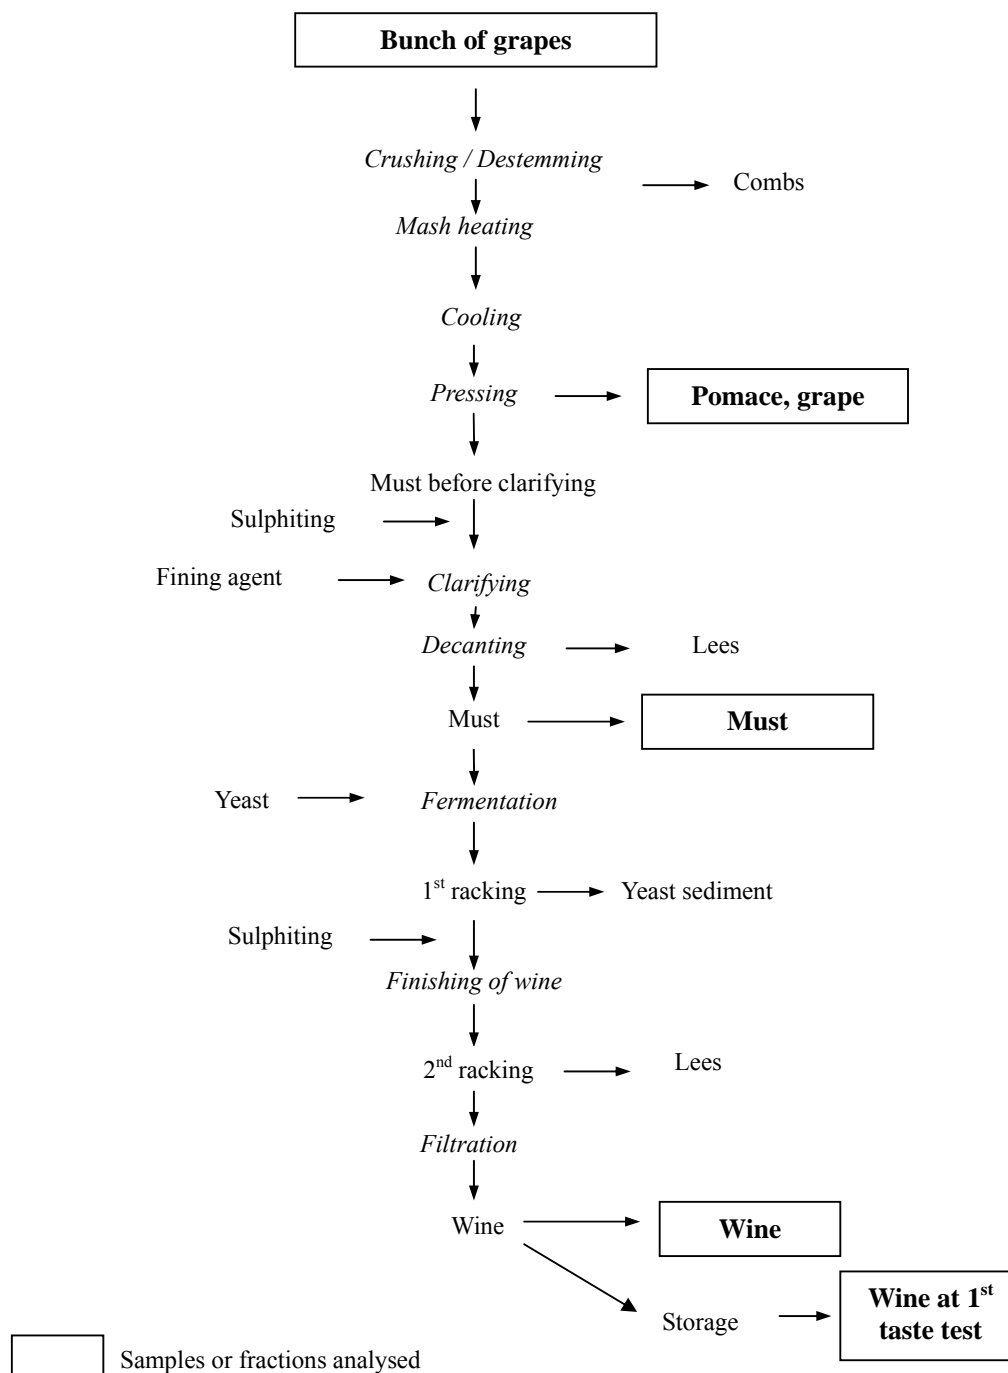 Bunch of grapes
Crushing / Destemming
Combs
Mash heating
Cooling
Pressing
Pomace, grape
Must before clarifying
Sulphiting
Fining agent
Clarifying
Decanting
Lees
Must
Must
Yeast
Fermentation
1st racking
Yeast sediment
Sulphiting
Finishing of wine
2nd racking
Lees
Filtration
Wine
Wine
Storage
Wine at 1st
taste test
Samples or fractions analysed